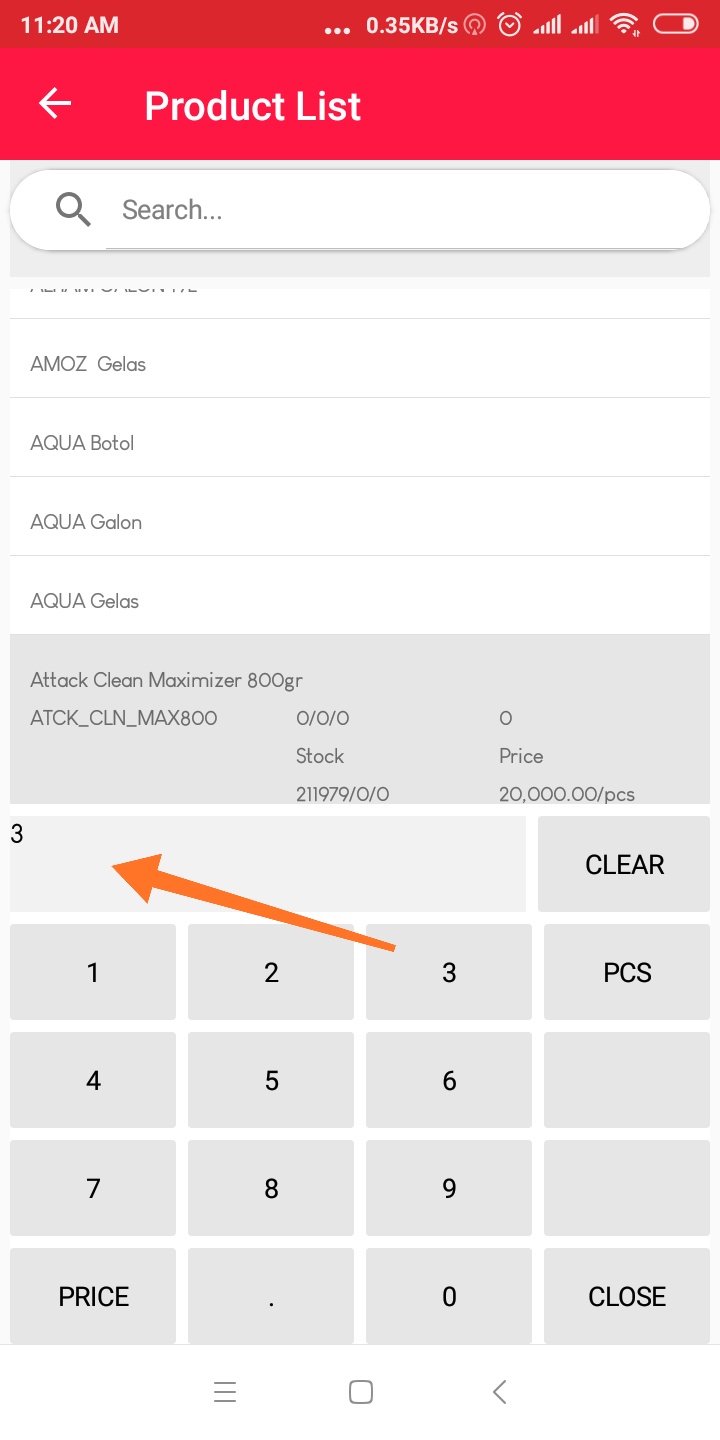 11:20 AM ... 0.35KB/s
Product List
Search...
AMOZ  Gelas
AQUA Botol
AQUA Galon
AQUA Gelas
Attack Clean Maximizer 800gr
ATCK_CLN_MAX800 0/0/0 0
Stock Price
211979/0/0 20,000.00/pcs
3 CLEAR
1 2 3 PCS
4 5 6
7 8 9
PRICE . 0 CLOSE